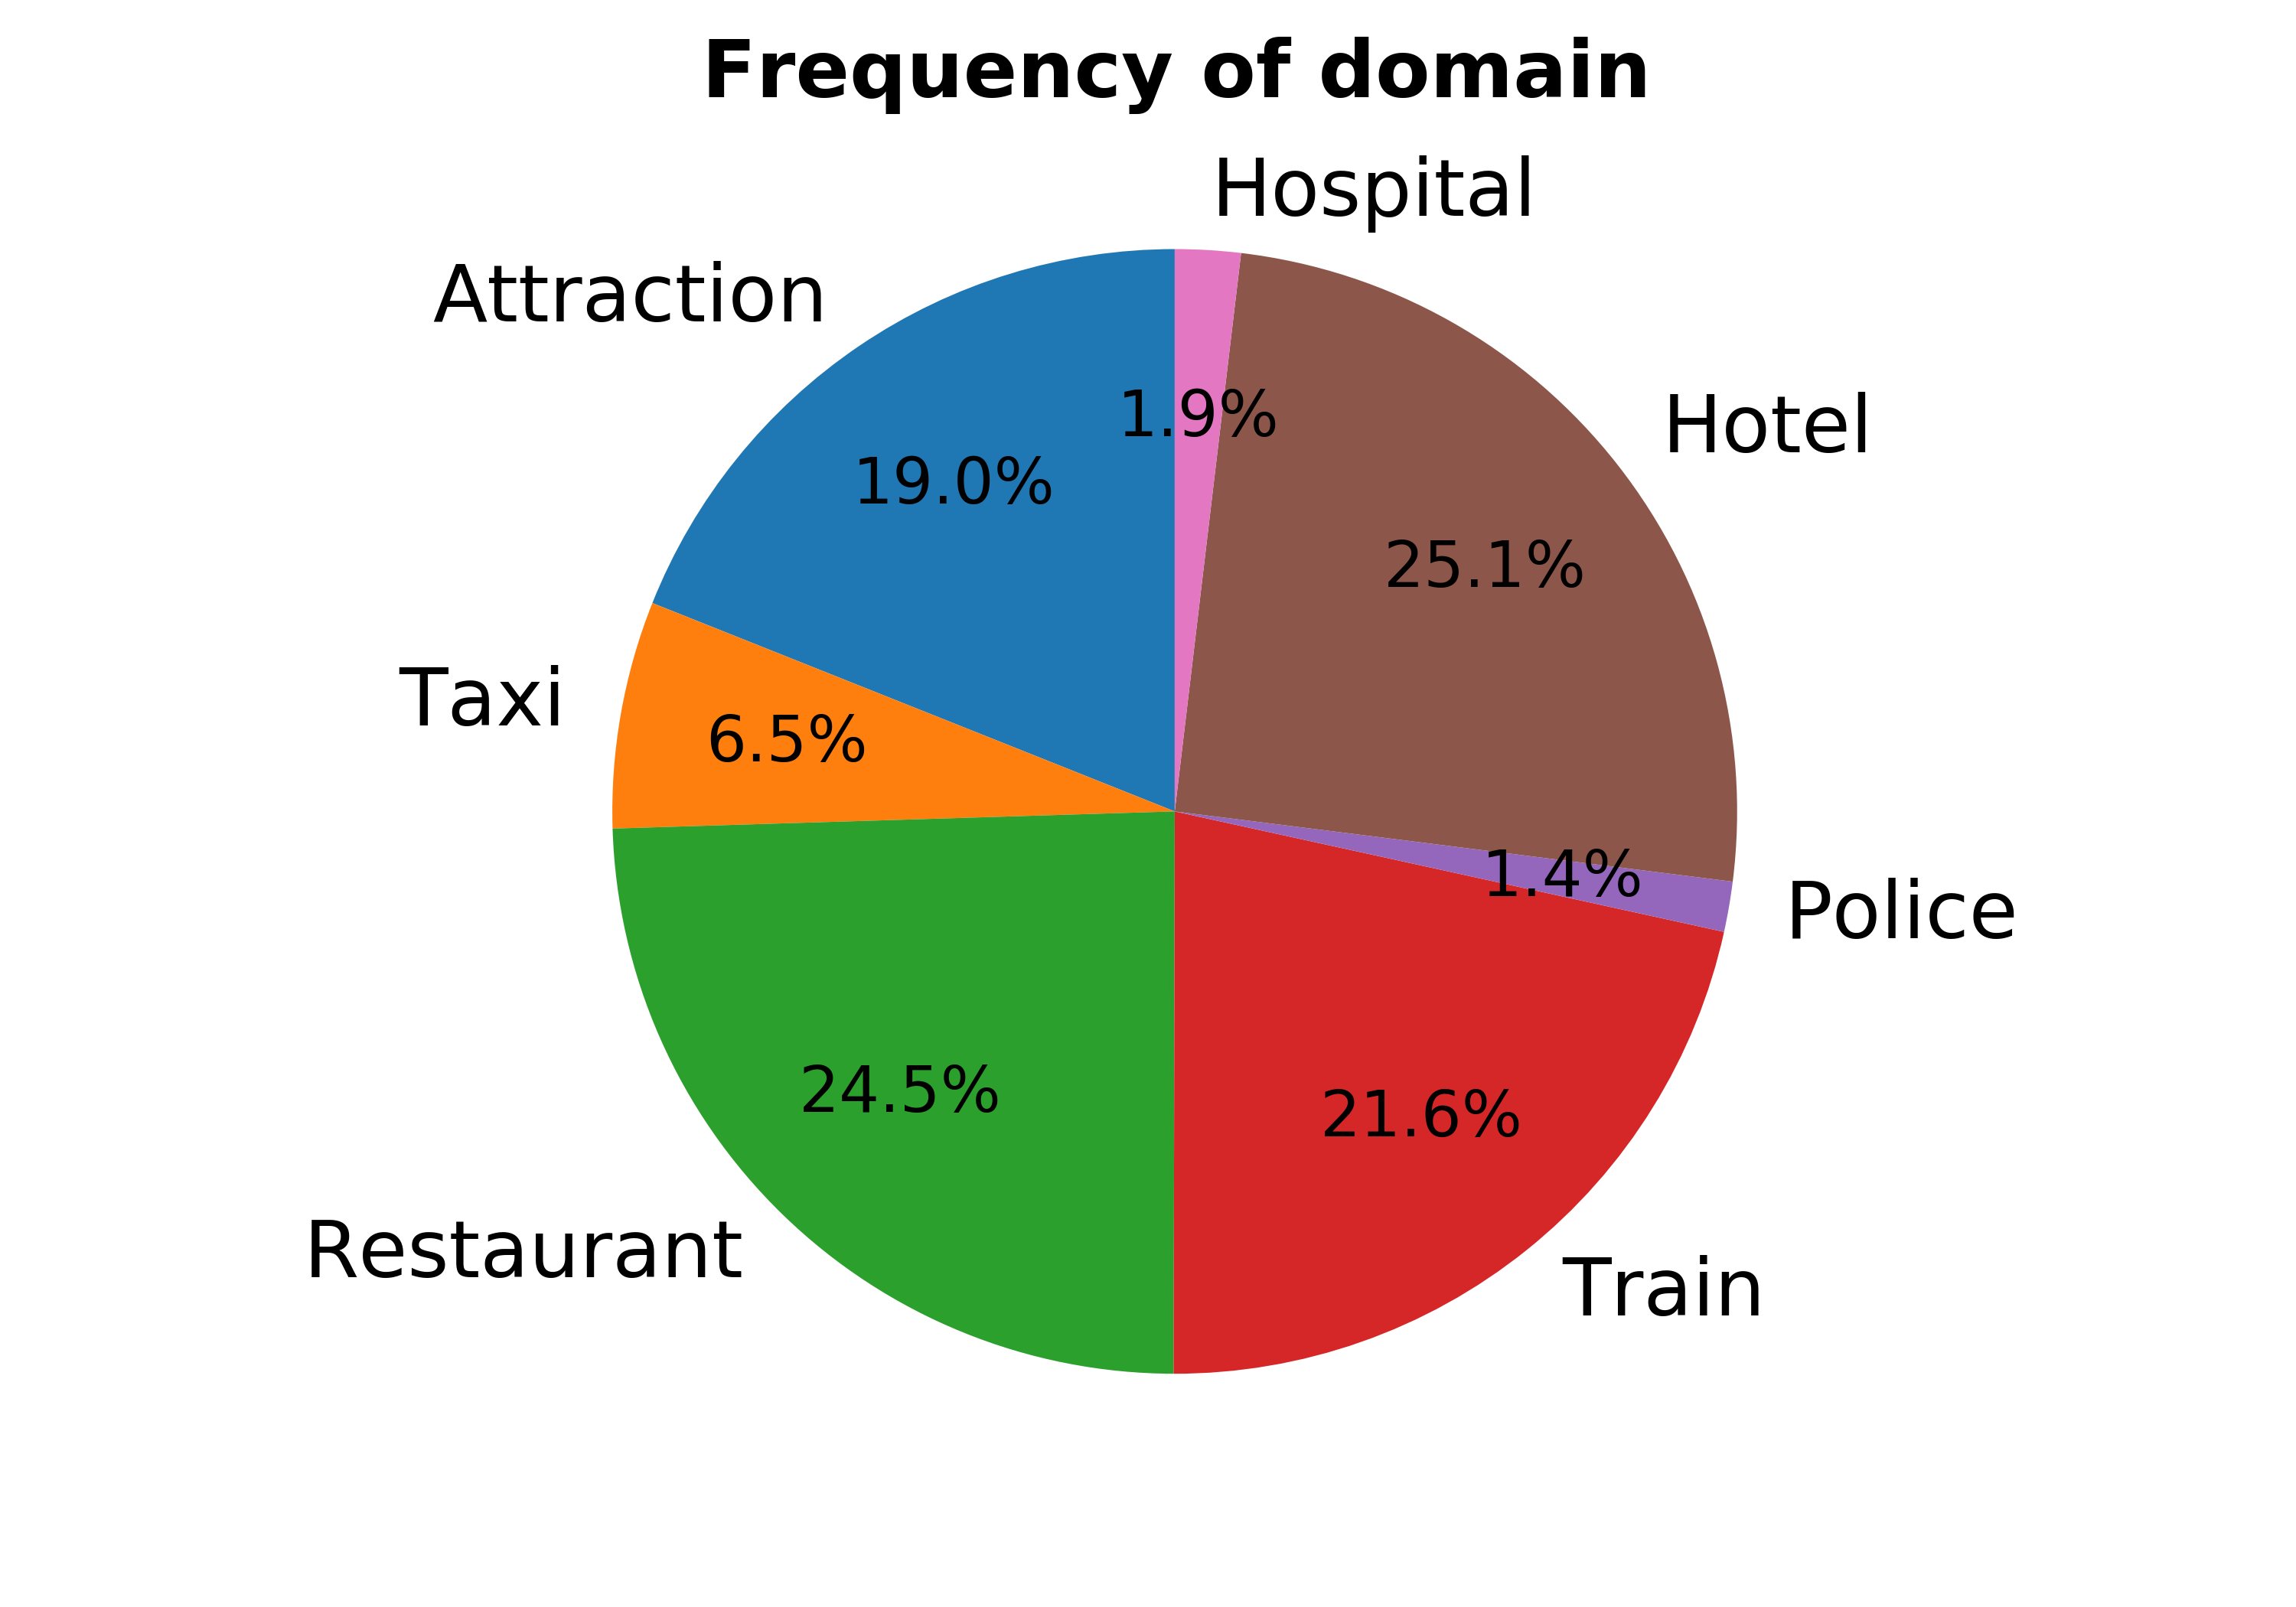 Frequency of domain
Hospital
Attraction
Hotel
1.9%
19.0%
25.1%
Taxi
6.5%
1.4%
Police
24.5%
21.6%
Restaurant
Train